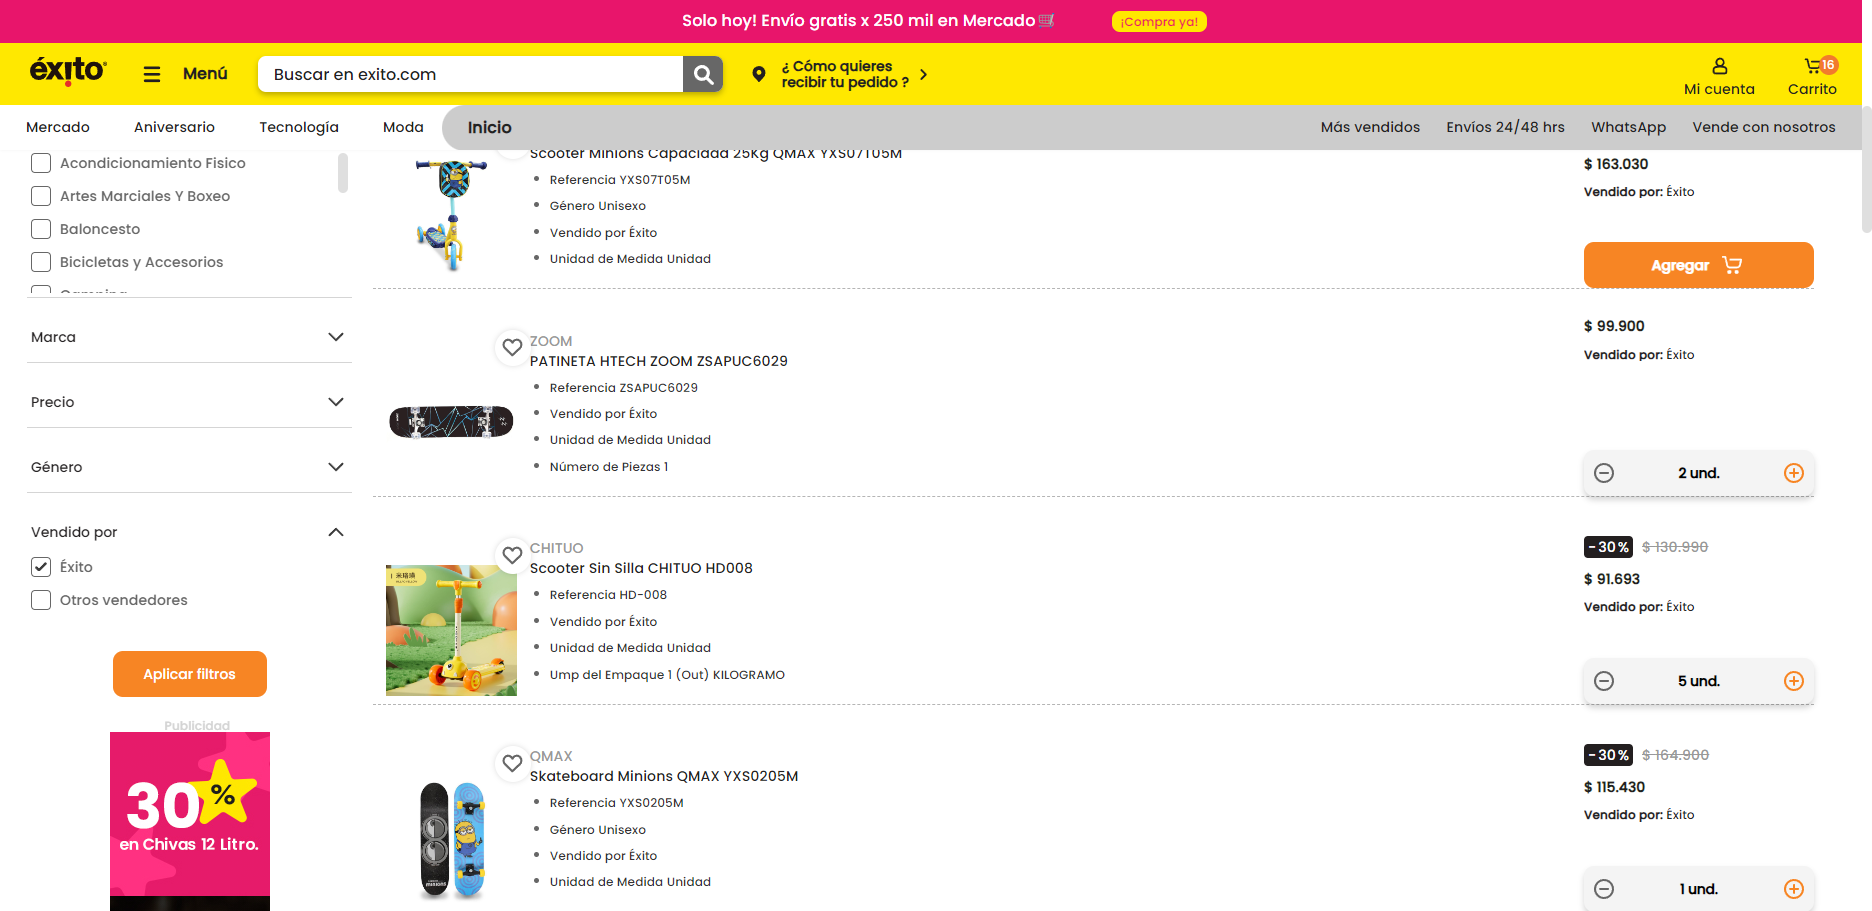 Solo hoy! Envío gratis x 250 mil en Mercado
¡Compra ya!
éxito
Menú
Buscar en exito.com
¿ Cómo quieres
recibir tu pedido ?
Mi cuenta
16
Carrito
Mercado
Aniversario
Tecnología
Moda
Inicio
Más vendidos
Envíos 24/48 hrs
WhatsApp
Vende con nosotros
Acondicionamiento Fisico
Artes Marciales Y Boxeo
Baloncesto
Bicicletas y Accesorios
Marca
Precio
Género
Vendido por
Éxito
Otros vendedores
Aplicar filtros
Publicidad
30%
en Chivas 12 Litro.
Scooter Minions Capacidad 25Kg QMAX YXS07T05M
Referencia YXS07T05M
Género Unisexo
Vendido por Éxito
Unidad de Medida Unidad
$ 163.030
Vendido por: Éxito
Agregar
ZOOM
PATINETA HTECH ZOOM ZSAPUC6029
Referencia ZSAPUC6029
Vendido por Éxito
Unidad de Medida Unidad
Número de Piezas 1
$ 99.900
Vendido por: Éxito
2 und.
CHITUO
Scooter Sin Silla CHITUO HD008
Referencia HD-008
Vendido por Éxito
Unidad de Medida Unidad
Ump del Empaque 1 (Out) KILOGRAMO
-30%
$ 130.990
$ 91.693
Vendido por: Éxito
5 und.
QMAX
Skateboard Minions QMAX YXS0205M
Referencia YXS0205M
Género Unisexo
Vendido por Éxito
Unidad de Medida Unidad
-30%
$ 164.900
$ 115.430
Vendido por: Éxito
1 und.